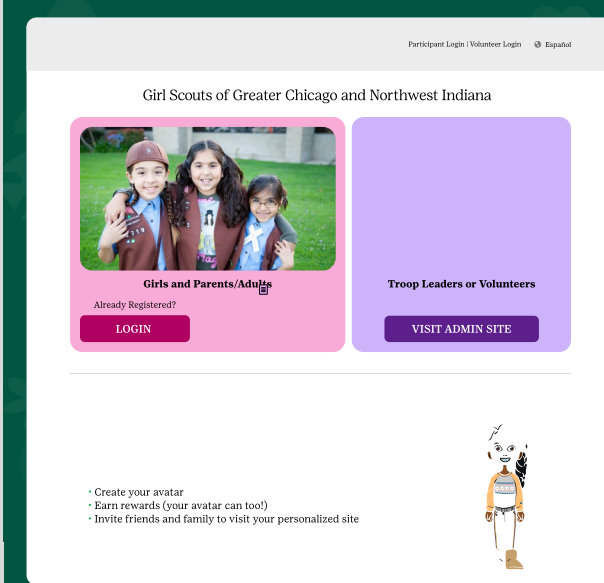 Participant Login | Volunteer Login Español
Girl Scouts of Greater Chicago and Northwest Indiana
Girls and Parents/Adults
Already Registered?
LOGIN
Troop Leaders or Volunteers
VISIT ADMIN SITE
• Create your avatar
• Earn rewards (your avatar can too!)
• Invite friends and family to visit your personalized site